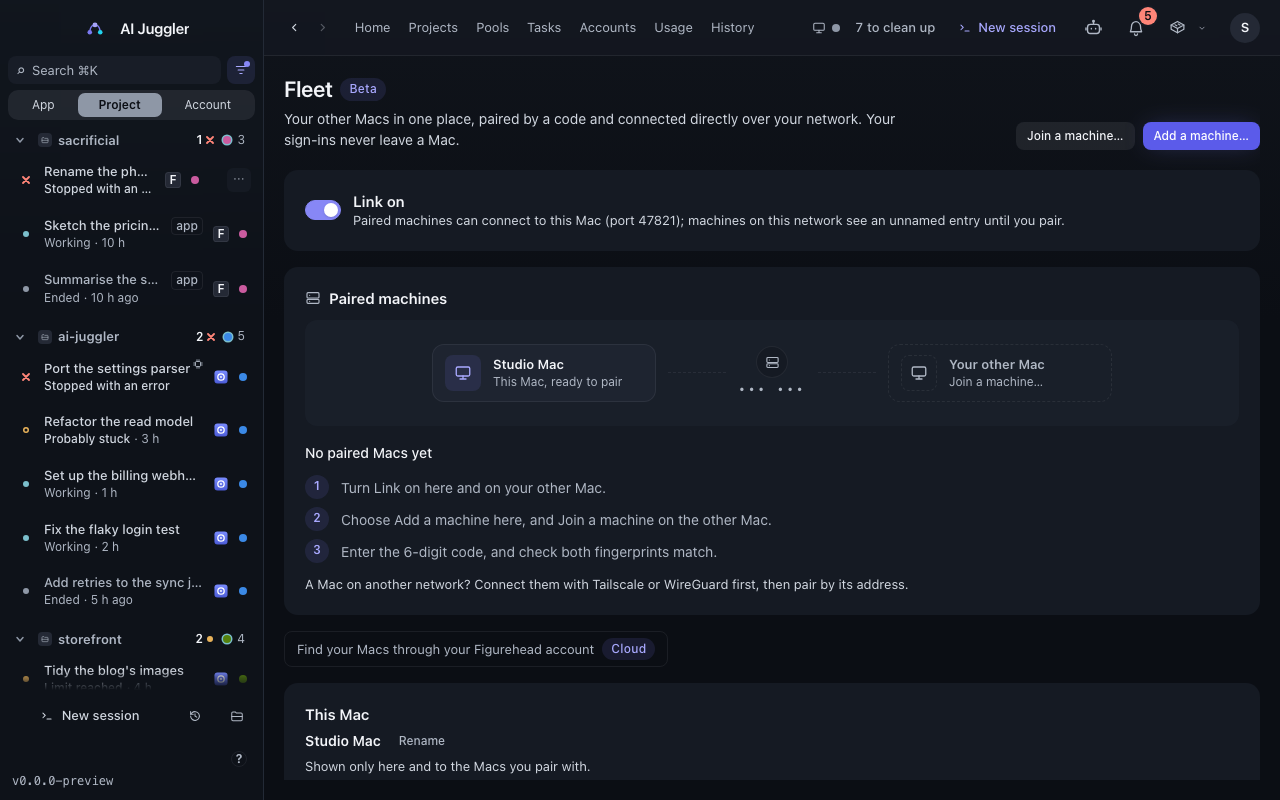 AI Juggler
Search ⌘K
App
Project
Account
sacrificial
1
3
Rename the ph...
Stopped with an ...
F
Sketch the pricin...
app
Working · 10 h
F
Summarise the s...
app
Ended · 10 h ago
F
ai-juggler
2
5
Port the settings parser
Stopped with an error
Refactor the read model
Probably stuck · 3 h
Set up the billing webh...
Working · 1 h
Fix the flaky login test
Working · 2 h
Add retries to the sync j...
Ended · 5 h ago
storefront
2
4
Tidy the blog's images
Limit reached · 4 h
New session
?
v0.0.0-preview
Home
Projects
Pools
Tasks
Accounts
Usage
History
7 to clean up
New session
5
S
Fleet
Beta
Your other Macs in one place, paired by a code and connected directly over your network. Your
sign-ins never leave a Mac.
Join a machine...
Add a machine...
Link on
Paired machines can connect to this Mac (port 47821); machines on this network see an unnamed entry until you pair.
Paired machines
Studio Mac
This Mac, ready to pair
Your other Mac
Join a machine...
No paired Macs yet
1 Turn Link on here and on your other Mac.
2 Choose Add a machine here, and Join a machine on the other Mac.
3 Enter the 6-digit code, and check both fingerprints match.
A Mac on another network? Connect them with Tailscale or WireGuard first, then pair by its address.
Find your Macs through your Figurehead account
Cloud
This Mac
Studio Mac
Rename
Shown only here and to the Macs you pair with.